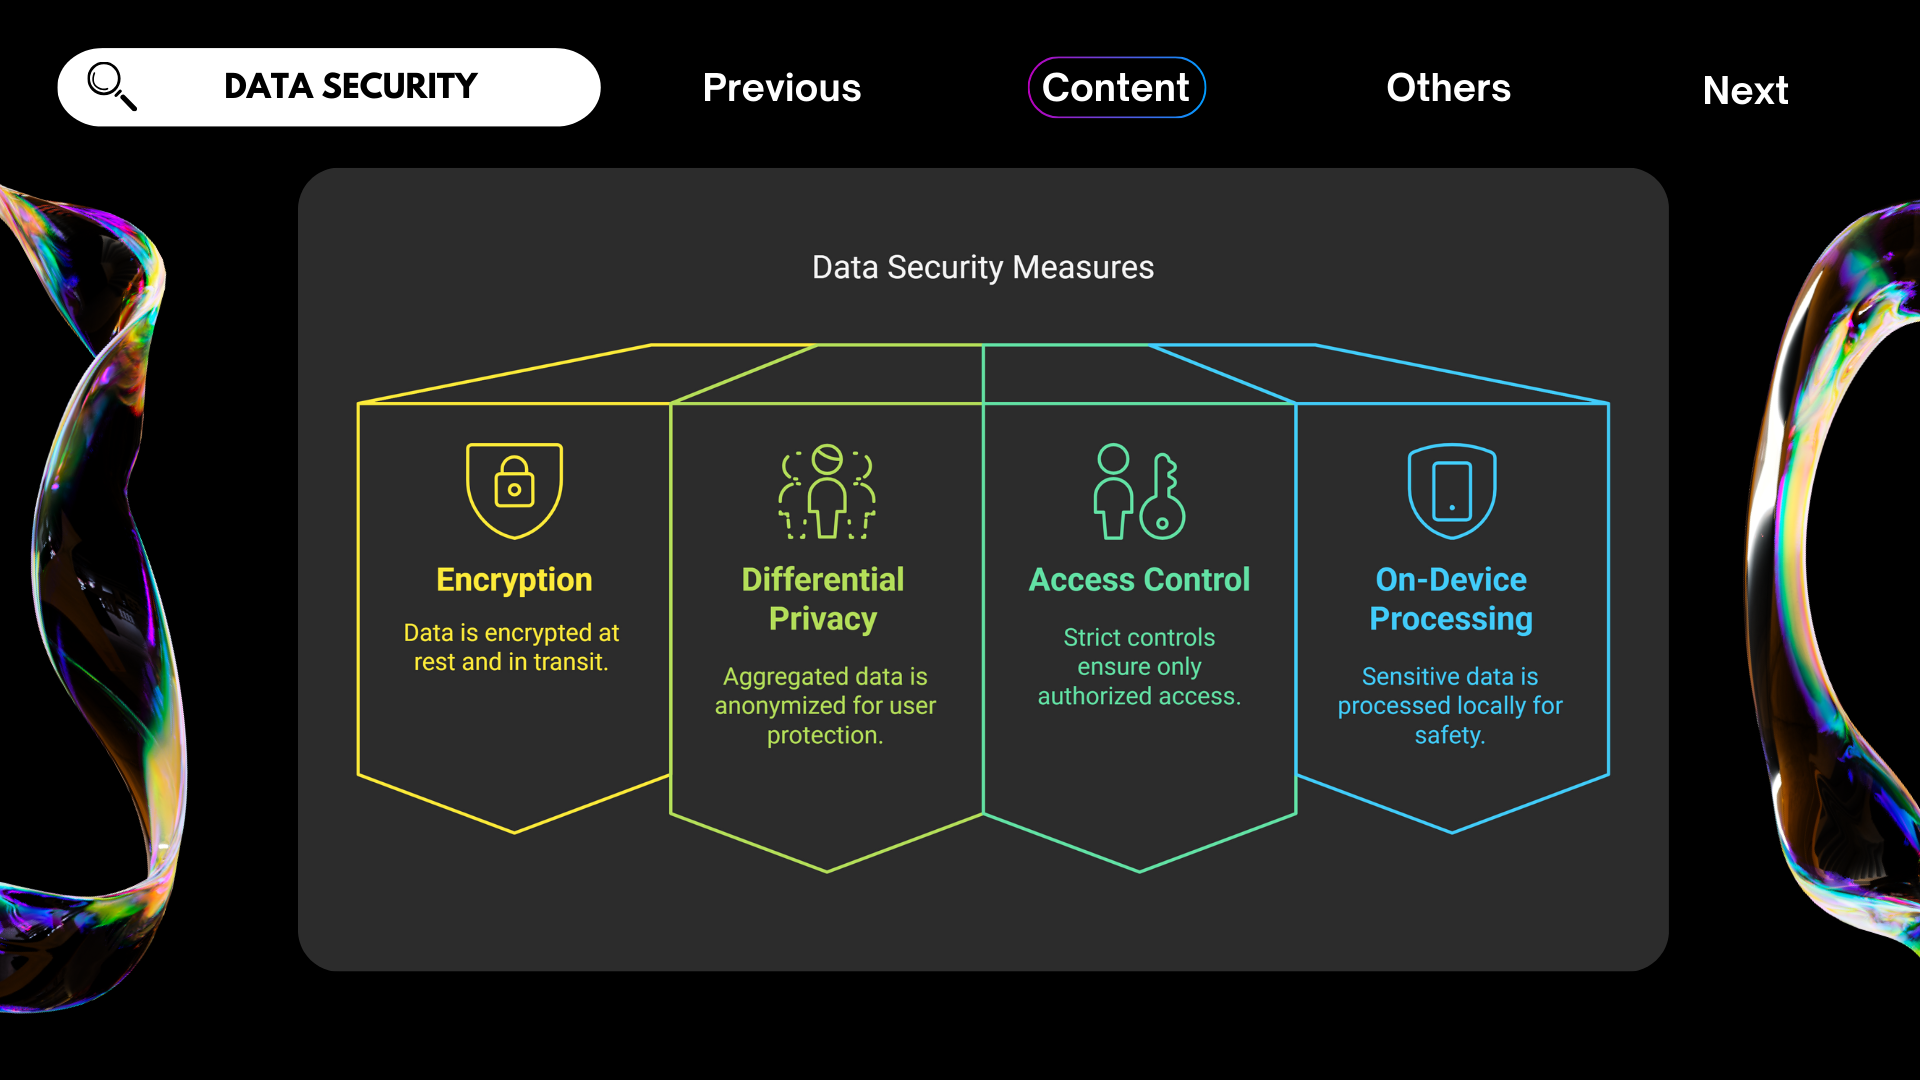 DATA SECURITY
Previous
Content
Others
Next
Data Security Measures
Encryption
Data is encrypted at
rest and in transit.
Differential
Privacy
Aggregated data is
anonymized for user
protection.
Access Control
Strict controls
ensure only
authorized access.
On-Device
Processing
Sensitive data is
processed locally for
safety.